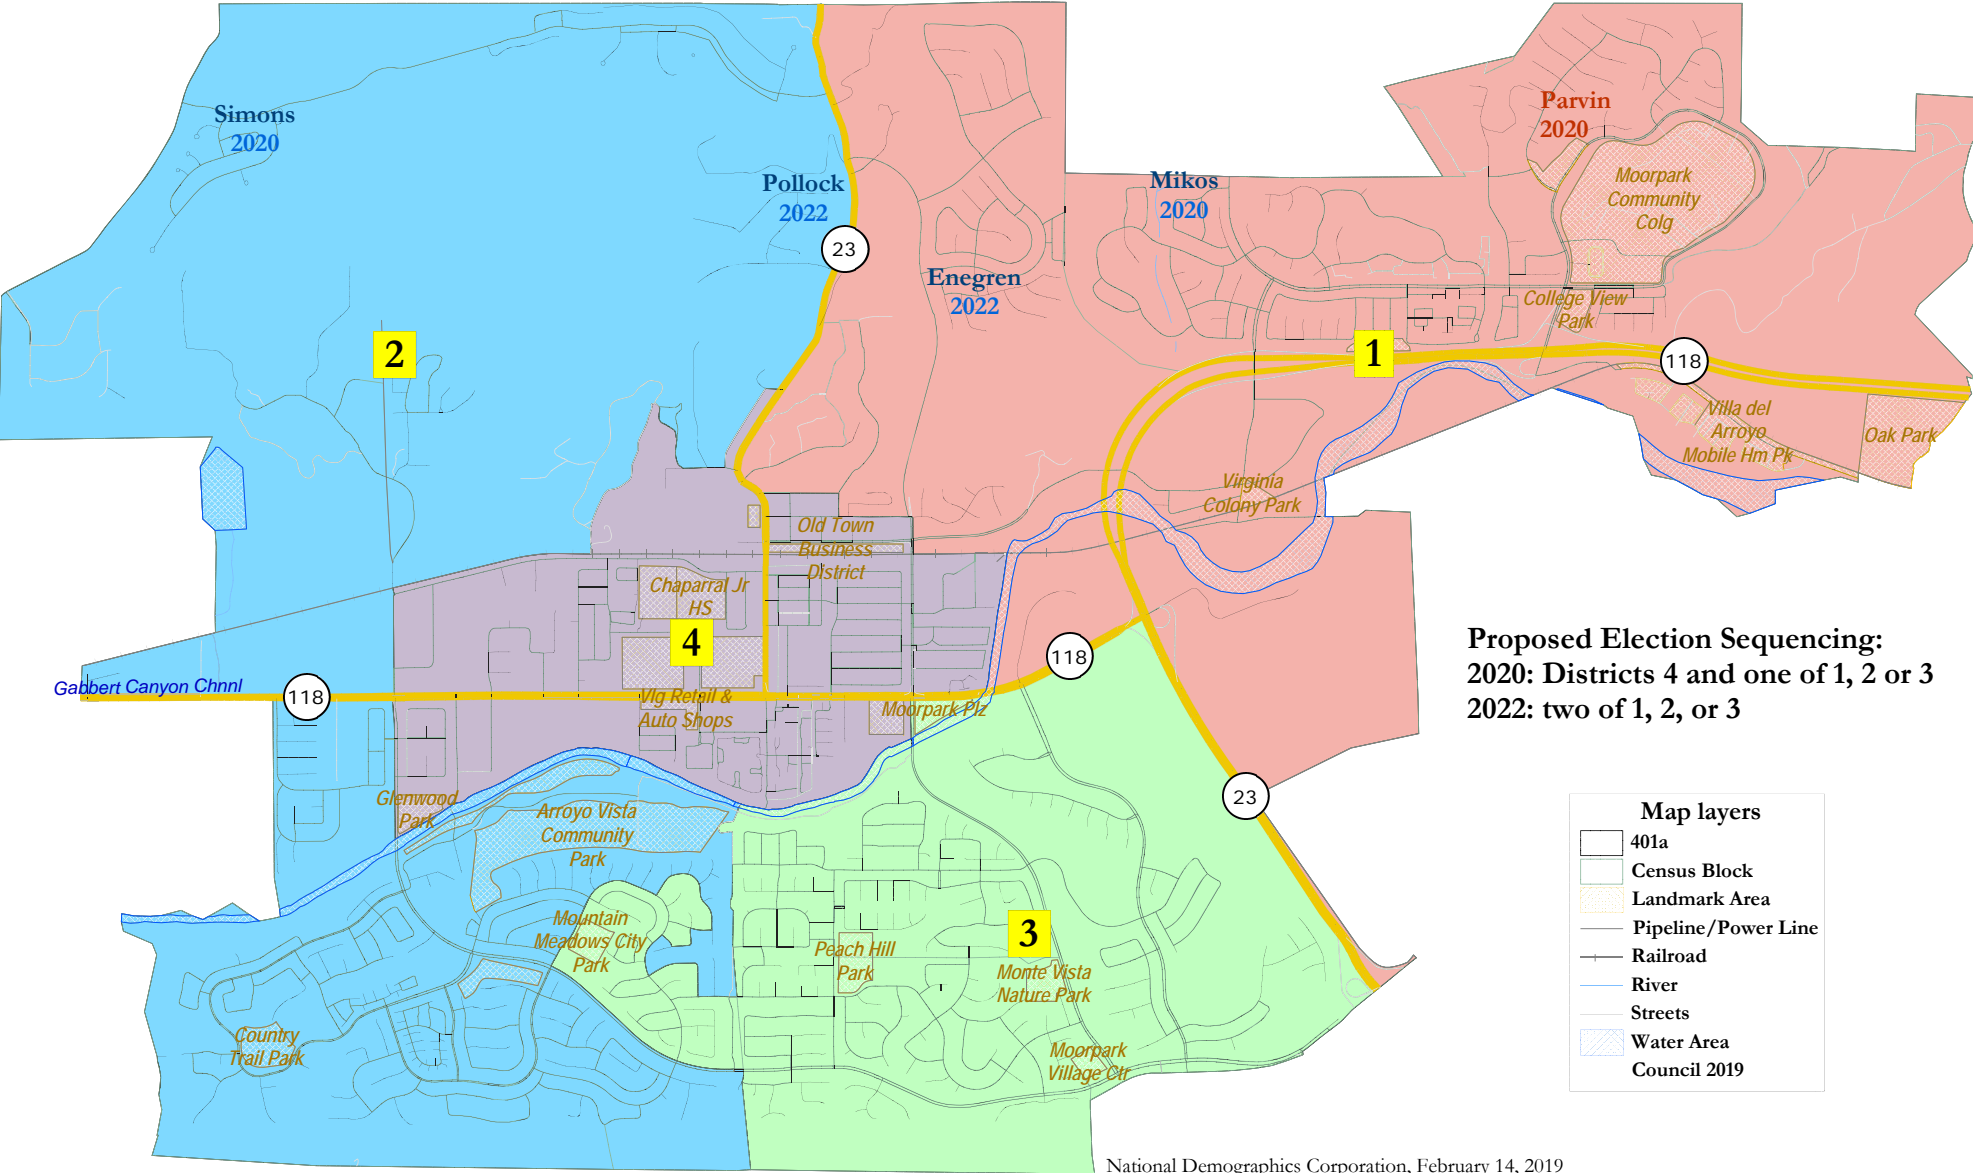 Simons
2020
Pollock
2022
23
Enegren
2022
Mikos
2020
Parvin
2020
Moorpark
Community
Colg
College View
Park
2
1
118
Villa del
Arroyo
Mobile Hm Pk
Oak Park
Virginia
Colony Park
Old Town
Business
District
Chaparral Jr
HS
4
118
Gabbert Canyon Chnnl
118
Vlg Retail &
Auto Shops
Moorpark Plz
Proposed Election Sequencing:
2020: Districts 4 and one of 1, 2 or 3
2022: two of 1, 2, or 3
23
Glenwood
Park
Arroyo Vista
Community
Park
Mountain
Meadows City
Park
Peach Hill
Park
3
Monte Vista
Nature Park
Country
Trail Park
Moorpark
Village Ctr
Map layers
401a
Census Block
Landmark Area
Pipeline/Power Line
Railroad
River
Streets
Water Area
Council 2019
National Demographics Corporation, February 14, 2019